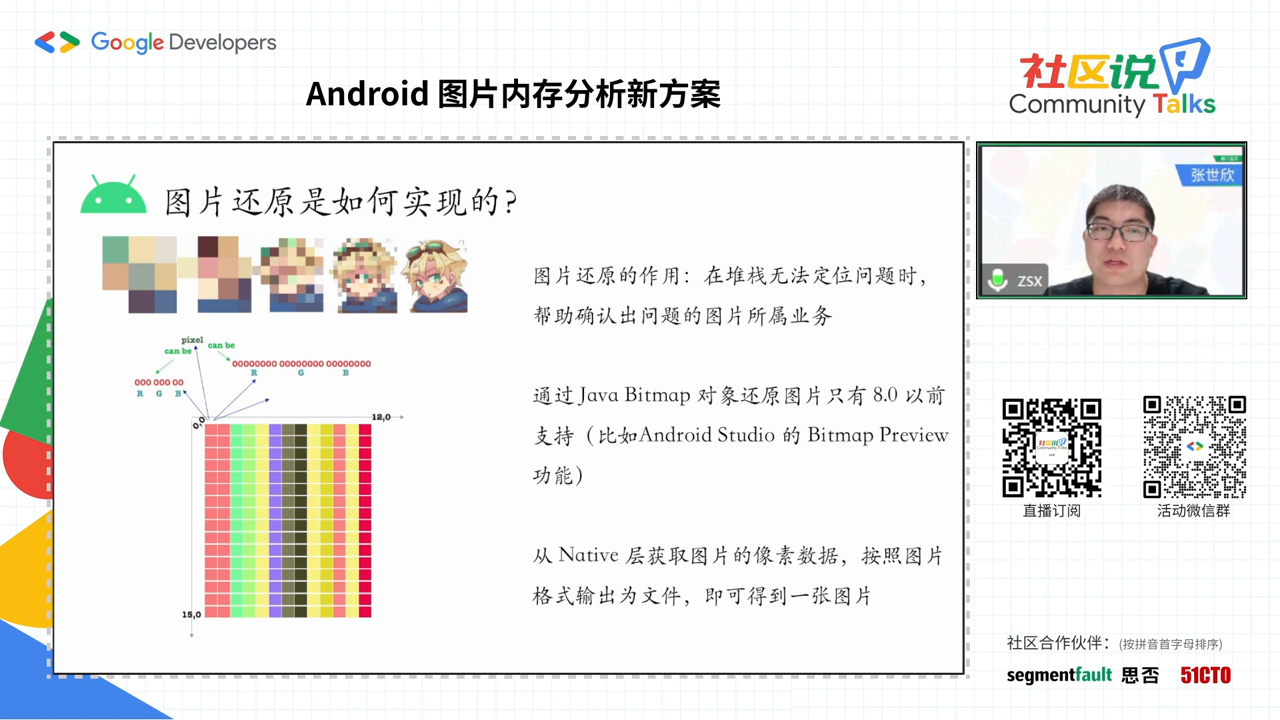 Google Developers
Android 图片内存分析新方案
社区说
Community Talks
图片还原是如何实现的?
图片还原的作用：在堆栈无法定位问题时，
帮助确认出问题的图片所属业务
通过 Java Bitmap 对象还原图片只有 8.0 以前
支持（比如Android Studio 的 Bitmap Preview
功能）
从 Native 层获取图片的像素数据，按照图片
格式输出为文件，即可得到一张图片
pixel
can be
can be
00000000 00000000 00000000
R G B
000 000 00
R G B
0,0
12,0
15,0
张世欣
ZSX
直播订阅
活动微信群
社区合作伙伴：(按拼音首字母排序)
segmentfault 思否 51CTO